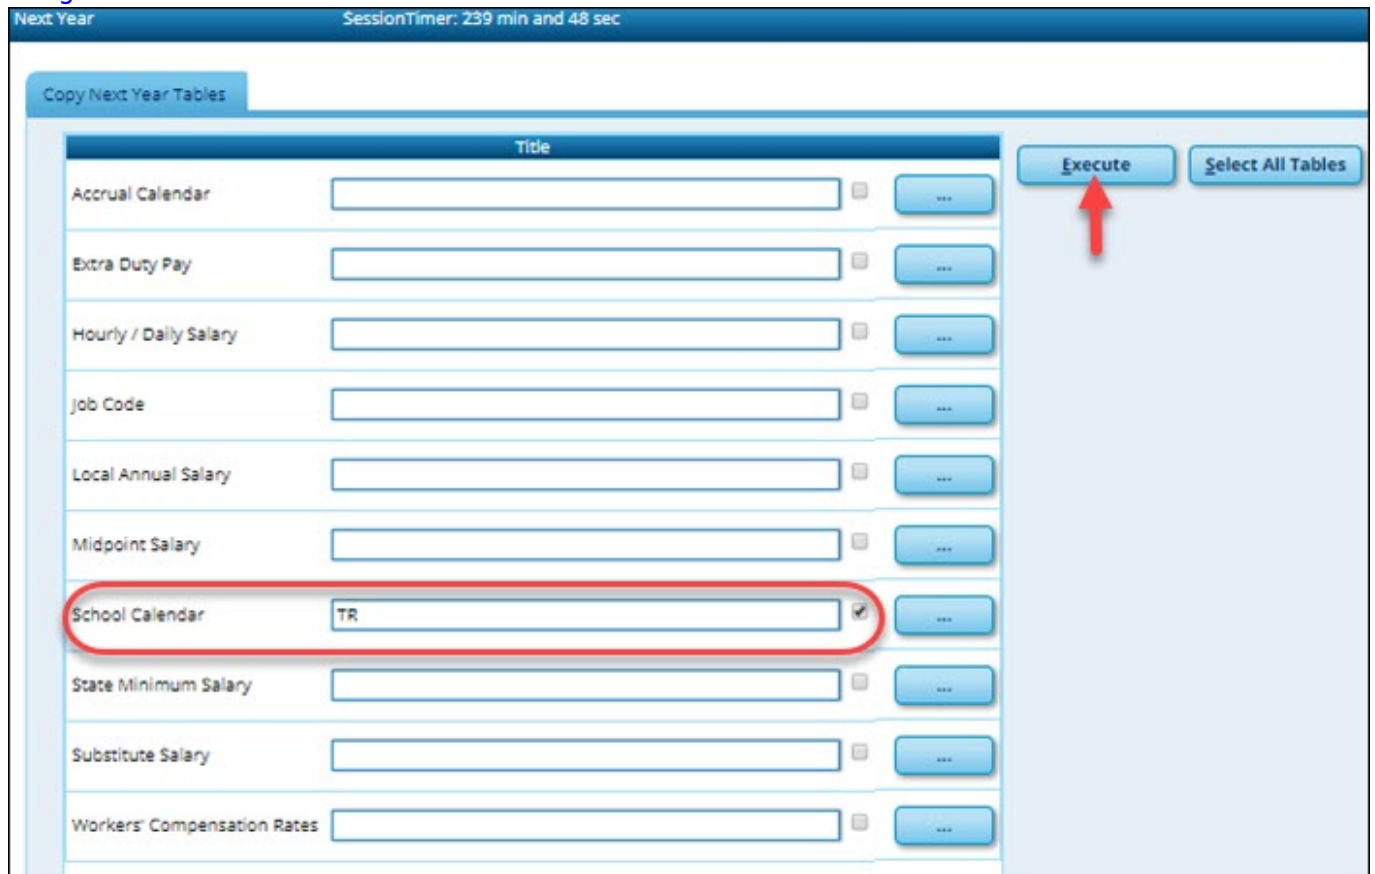 Next Year SessionTimer: 239 min and 48 sec
Copy Next Year Tables
Title
Execute Select All Tables
Accrual Calendar ...
Extra Duty Pay ...
Hourly / Daily Salary ...
Job Code ...
Local Annual Salary ...
Midpoint Salary ...
School Calendar TR ...
State Minimum Salary ...
Substitute Salary ...
Workers' Compensation Rates ...